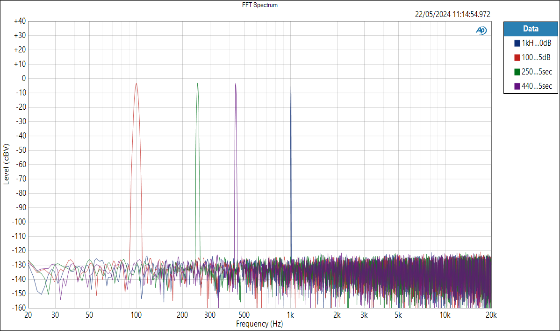 FFT Spectrum
22/05/2024 11:14:54.972
Data
1kH...0dB
100...5dB
250...5sec
440...5sec
AP
Level (dBV)
+40
+30
+20
+10
0
-10
-20
-30
-40
-50
-60
-70
-80
-90
-100
-110
-120
-130
-140
-150
-160
20 30 50 100 200 300 500 1k 2k 3k 5k 10k 20k
Frequency (Hz)